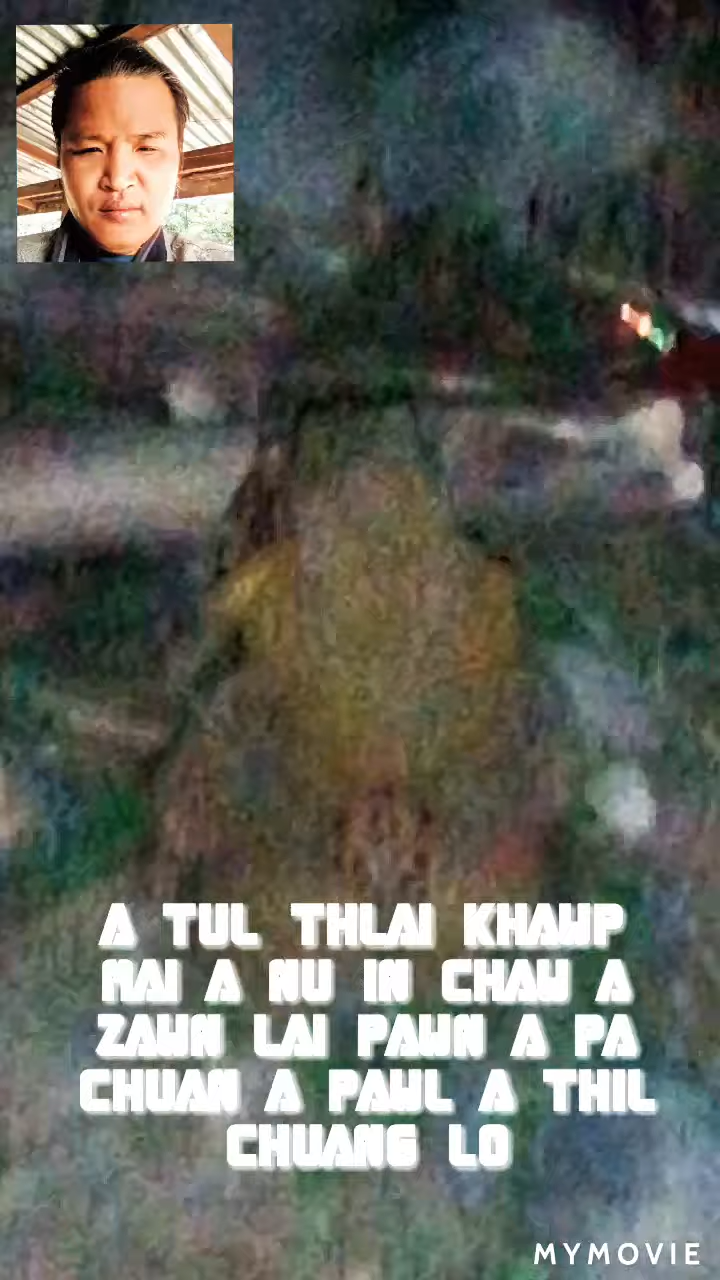 A TUL THLAI KHAWP
MAI A NU IN CHAW A
ZAWN LAI PAWN A PA
CHUAN A PAWL A THIL
CHUANG LO
MYMOVIE